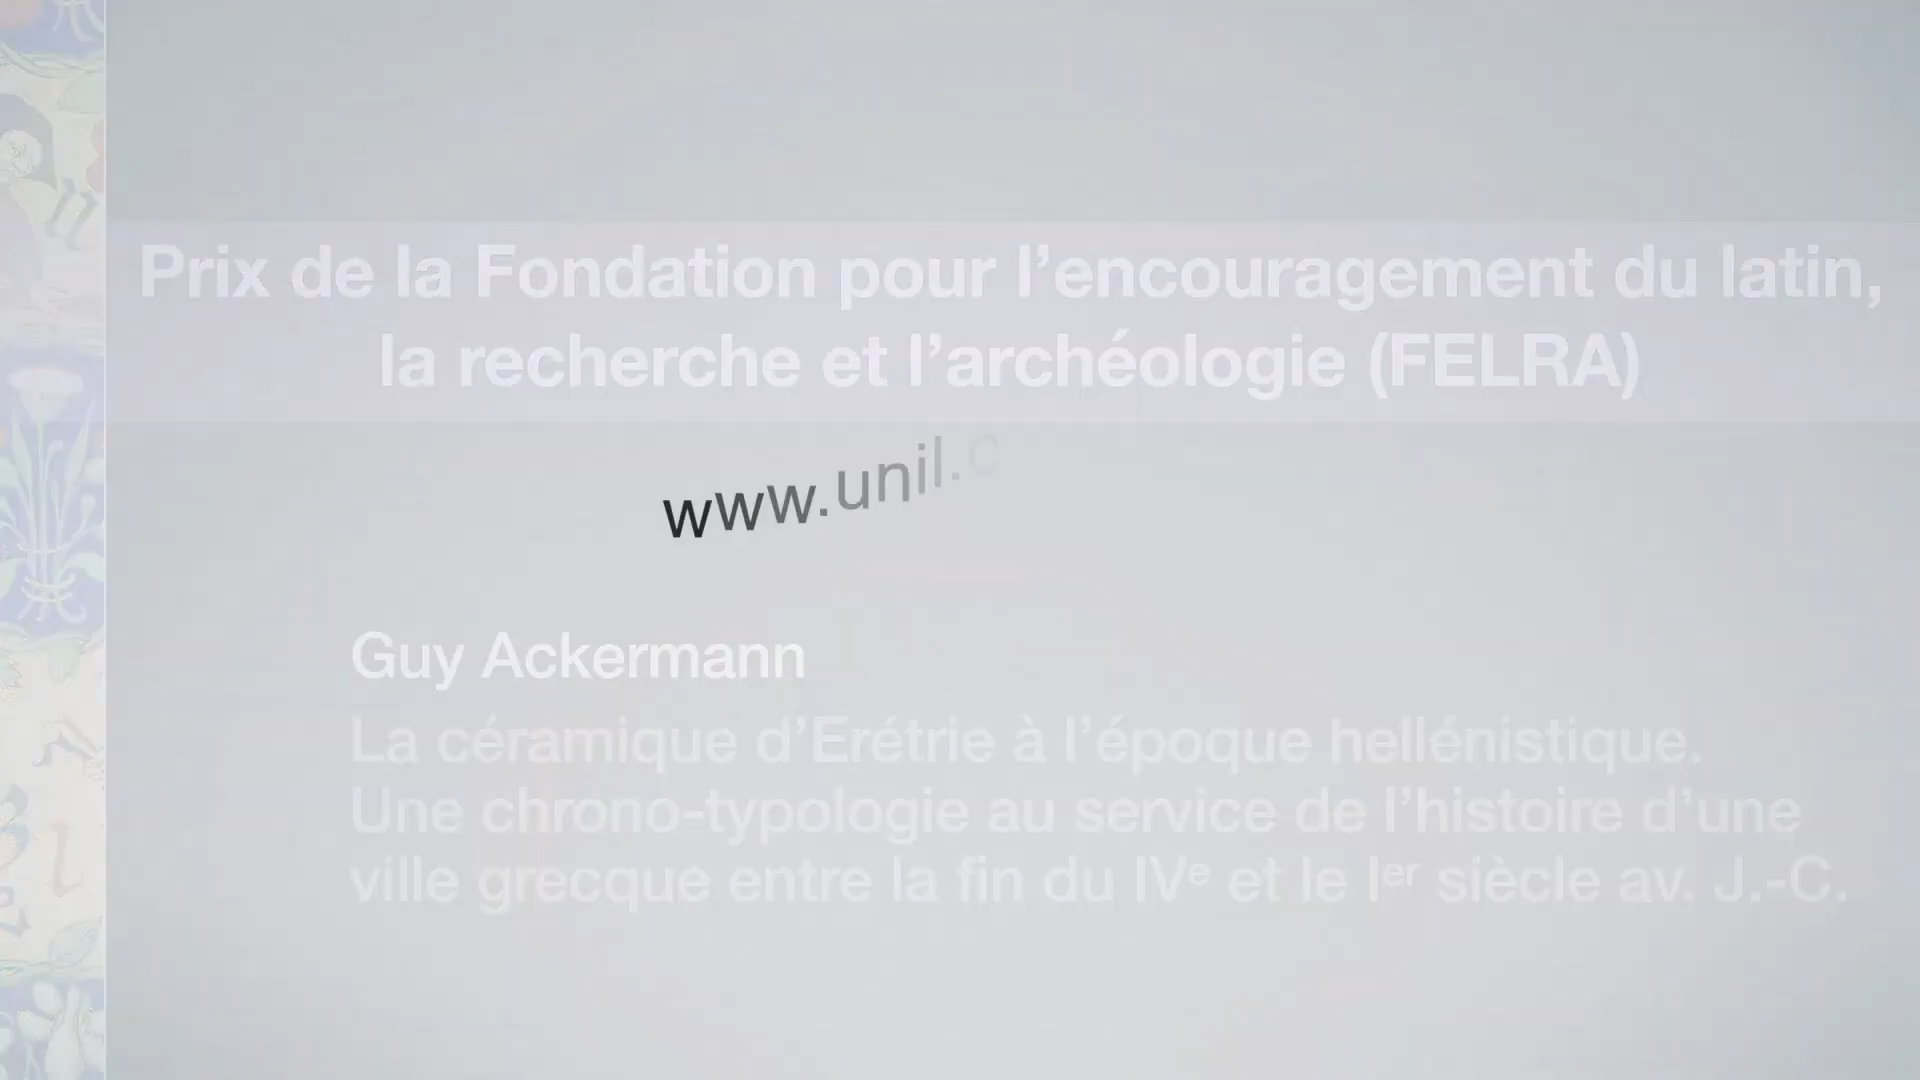 Prix de la Fondation pour l’encouragement du latin,
la recherche et l’archéologie (FELRA)
www.unil.c
Guy Ackermann
La céramique d’Erétrie à l’époque hellénistique.
Une chrono-typologie au service de l’histoire d’une
ville grecque entre la fin du IVe et le Ier siècle av. J.-C.